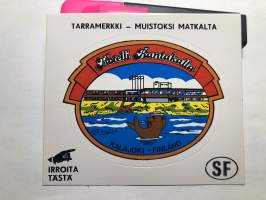 TARRAMERKKI – MUISTOKSI MATKALTA
Hotelli Rantakalla
KALAJOKI – FINLAND
IRROITA
TÄSTÄ
SF